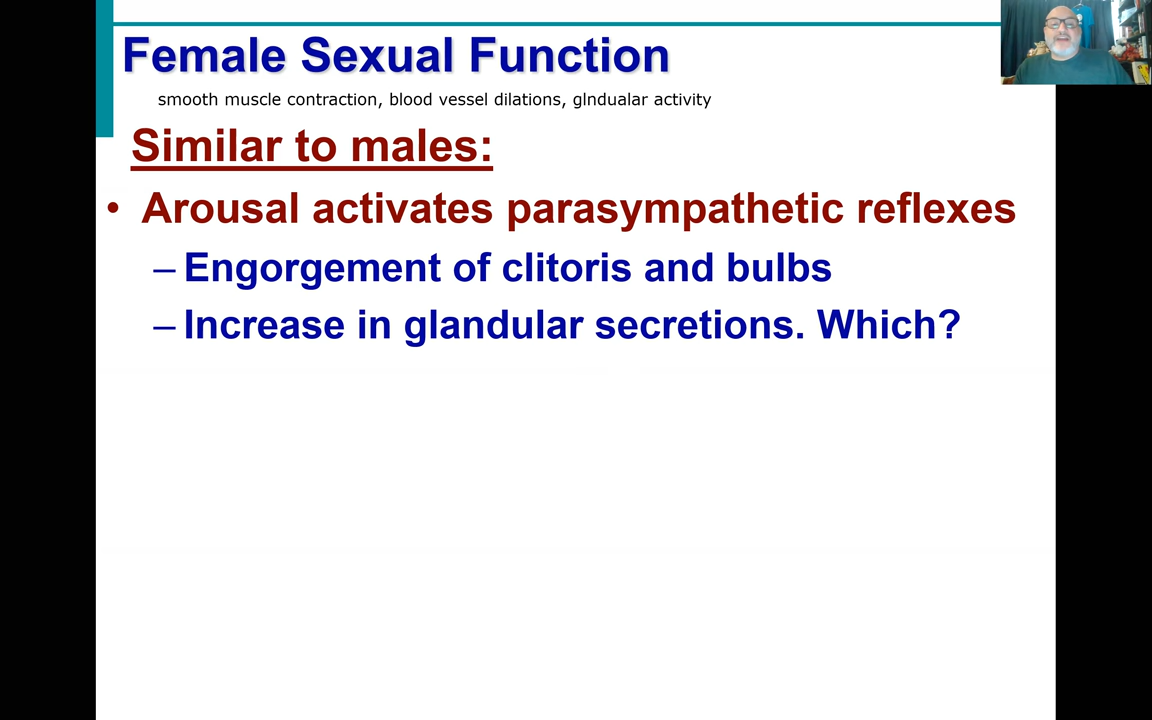 Female Sexual Function
smooth muscle contraction, blood vessel dilations, glndualar activity
Similar to males:
• Arousal activates parasympathetic reflexes
– Engorgement of clitoris and bulbs
– Increase in glandular secretions. Which?